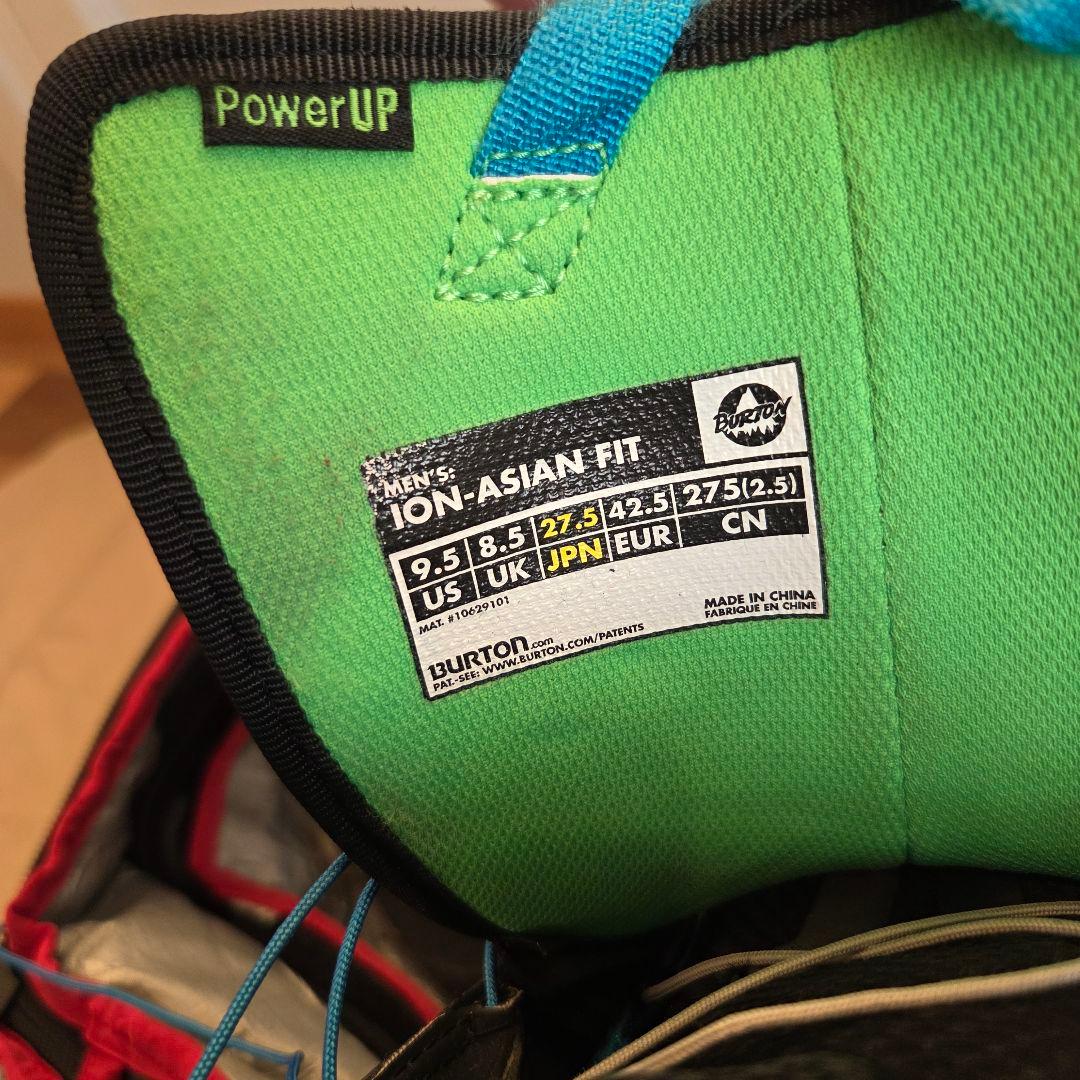 PowerUP
BURTON
MEN'S:
ION-ASIAN FIT
9.5 8.5 27.5 42.5 275(2.5)
US UK JPN EUR CN
MAT. #10629101
MADE IN CHINA
FABRIQUE EN CHINE
BURTON.com
PAT.-SEE: WWW.BURTON.COM/PATENTS